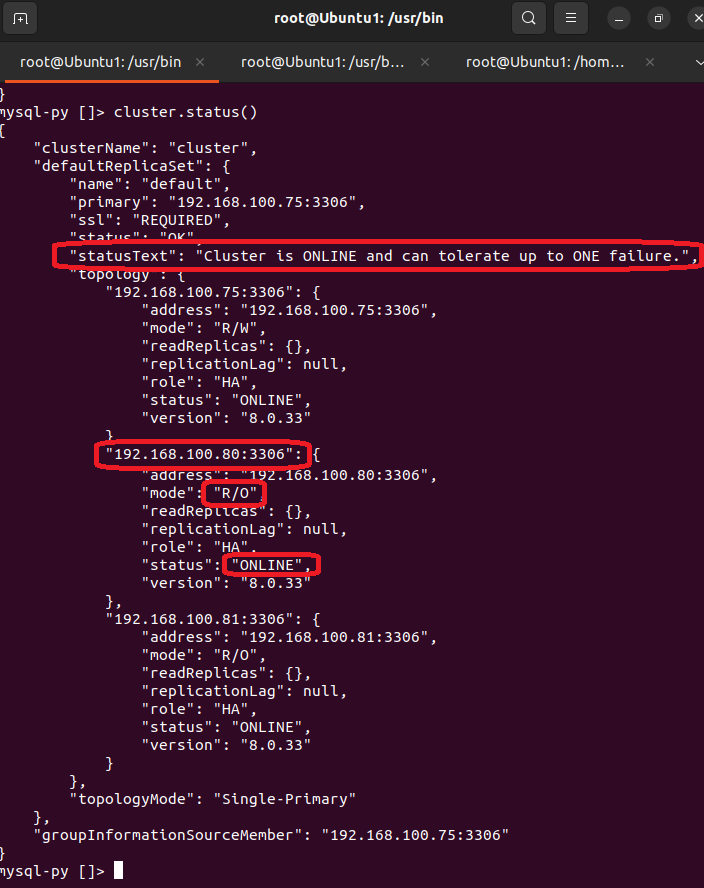 root@Ubuntu1: /usr/bin
root@Ubuntu1: /usr/bin × root@Ubuntu1: /usr/b... × root@Ubuntu1: /hom... ×
}
mysql-py []> cluster.status()
{
    "clusterName": "cluster",
    "defaultReplicaSet": {
        "name": "default",
        "primary": "192.168.100.75:3306",
        "ssl": "REQUIRED",
        "status": "OK",
        "statusText": "Cluster is ONLINE and can tolerate up to ONE failure.",
        "topology": {
            "192.168.100.75:3306": {
                "address": "192.168.100.75:3306",
                "mode": "R/W",
                "readReplicas": {},
                "replicationLag": null,
                "role": "HA",
                "status": "ONLINE",
                "version": "8.0.33"
            }
            "192.168.100.80:3306": {
                "address": "192.168.100.80:3306",
                "mode": "R/O",
                "readReplicas": {},
                "replicationLag": null,
                "role": "HA",
                "status": "ONLINE",
                "version": "8.0.33"
            },
            "192.168.100.81:3306": {
                "address": "192.168.100.81:3306",
                "mode": "R/O",
                "readReplicas": {},
                "replicationLag": null,
                "role": "HA",
                "status": "ONLINE",
                "version": "8.0.33"
            }
        },
        "topologyMode": "Single-Primary"
    },
    "groupInformationSourceMember": "192.168.100.75:3306"
}
mysql-py []>